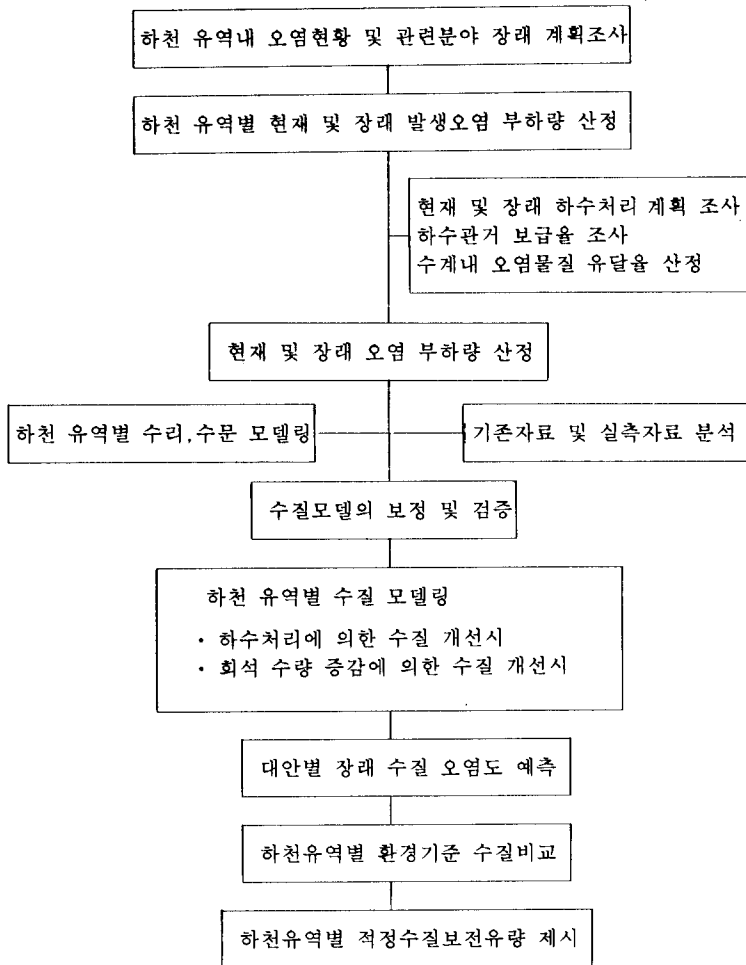 하천 유역내 오염현황 및 관련분야 장래 계획조사
하천 유역별 현재 및 장래 발생오염 부하량 산정
현재 및 장래 하수처리 계획 조사
하수관거 보급율 조사
수계내 오염물질 유달율 산정
현재 및 장래 오염 부하량 산정
하천 유역별 수리,수문 모델링
기존자료 및 실측자료 분석
수질모델의 보정 및 검증
하천 유역별 수질 모델링
• 하수처리에 의한 수질 개선시
• 희석 수량 증감에 의한 수질 개선시
대안별 장래 수질 오염도 예측
하천유역별 환경기준 수질비교
하천유역별 적정수질보전유량 제시